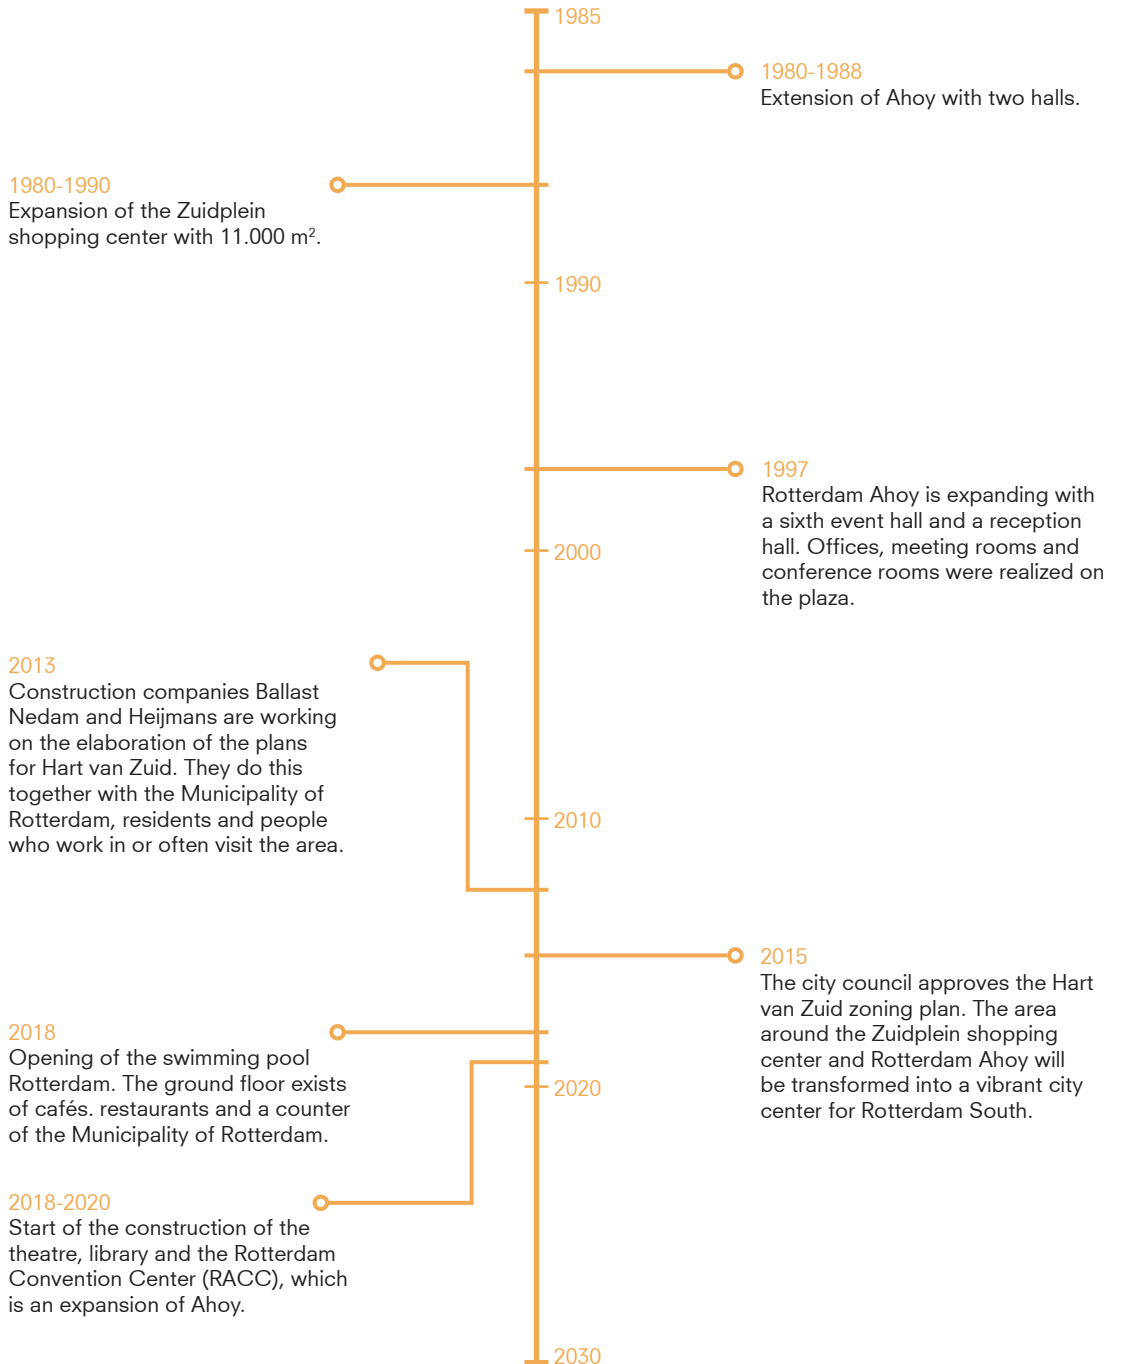 1985
1980-1988
Extension of Ahoy with two halls.
1980-1990
Expansion of the Zuidplein
shopping center with 11.000 m².
1990
1997
Rotterdam Ahoy is expanding with
a sixth event hall and a reception
hall. Offices, meeting rooms and
conference rooms were realized on
the plaza.
2000
2013
Construction companies Ballast
Nedam and Heijmans are working
on the elaboration of the plans
for Hart van Zuid. They do this
together with the Municipality of
Rotterdam, residents and people
who work in or often visit the area.
2010
2015
The city council approves the Hart
van Zuid zoning plan. The area
around the Zuidplein shopping
center and Rotterdam Ahoy will
be transformed into a vibrant city
center for Rotterdam South.
2018
Opening of the swimming pool
Rotterdam. The ground floor exists
of cafés. restaurants and a counter
of the Municipality of Rotterdam.
2020
2018-2020
Start of the construction of the
theatre, library and the Rotterdam
Convention Center (RACC), which
is an expansion of Ahoy.
2030